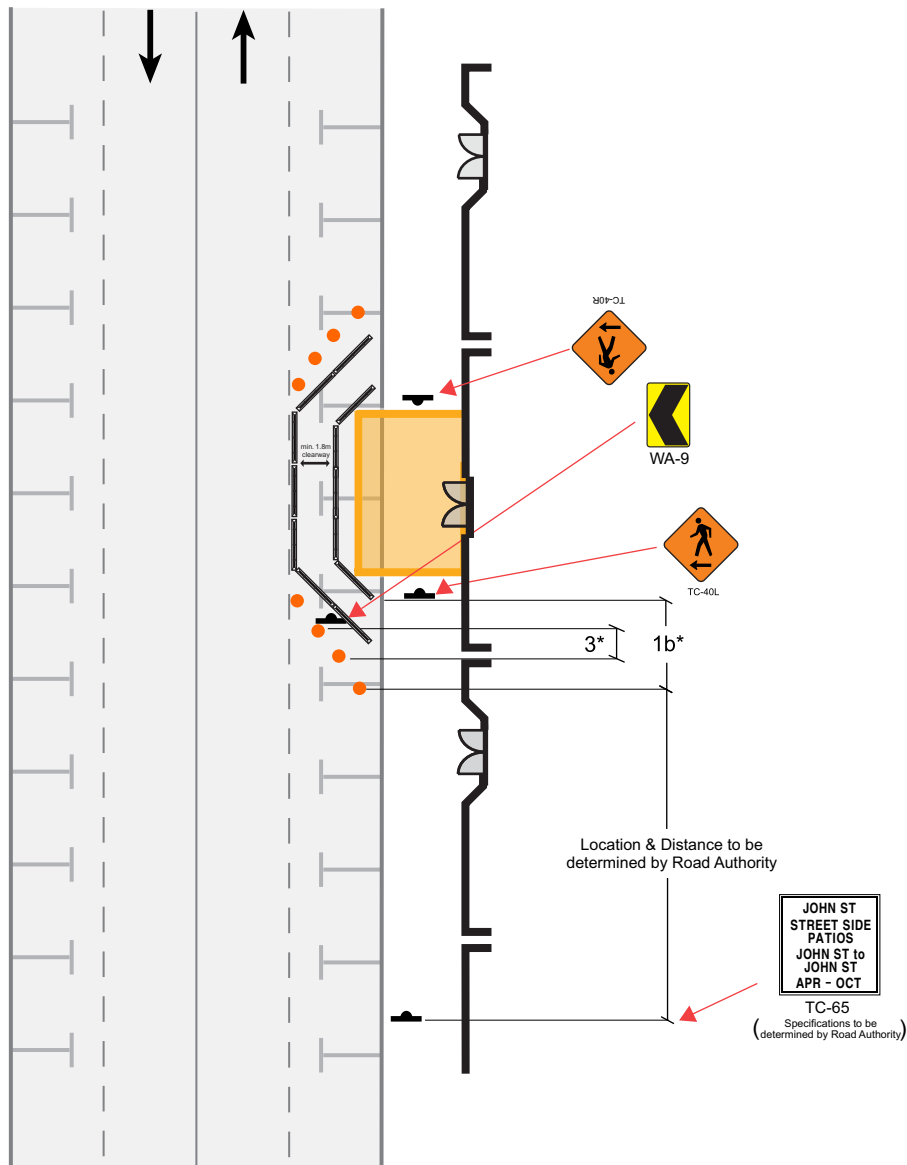 TC-40R
WA-9
min. 1.8m
clearway
TC-40L
3*
1b*
Location & Distance to be
determined by Road Authority
JOHN ST
STREET SIDE
PATIOS
JOHN ST to
JOHN ST
APR - OCT
TC-65
(Specifications to be
determined by Road Authority)